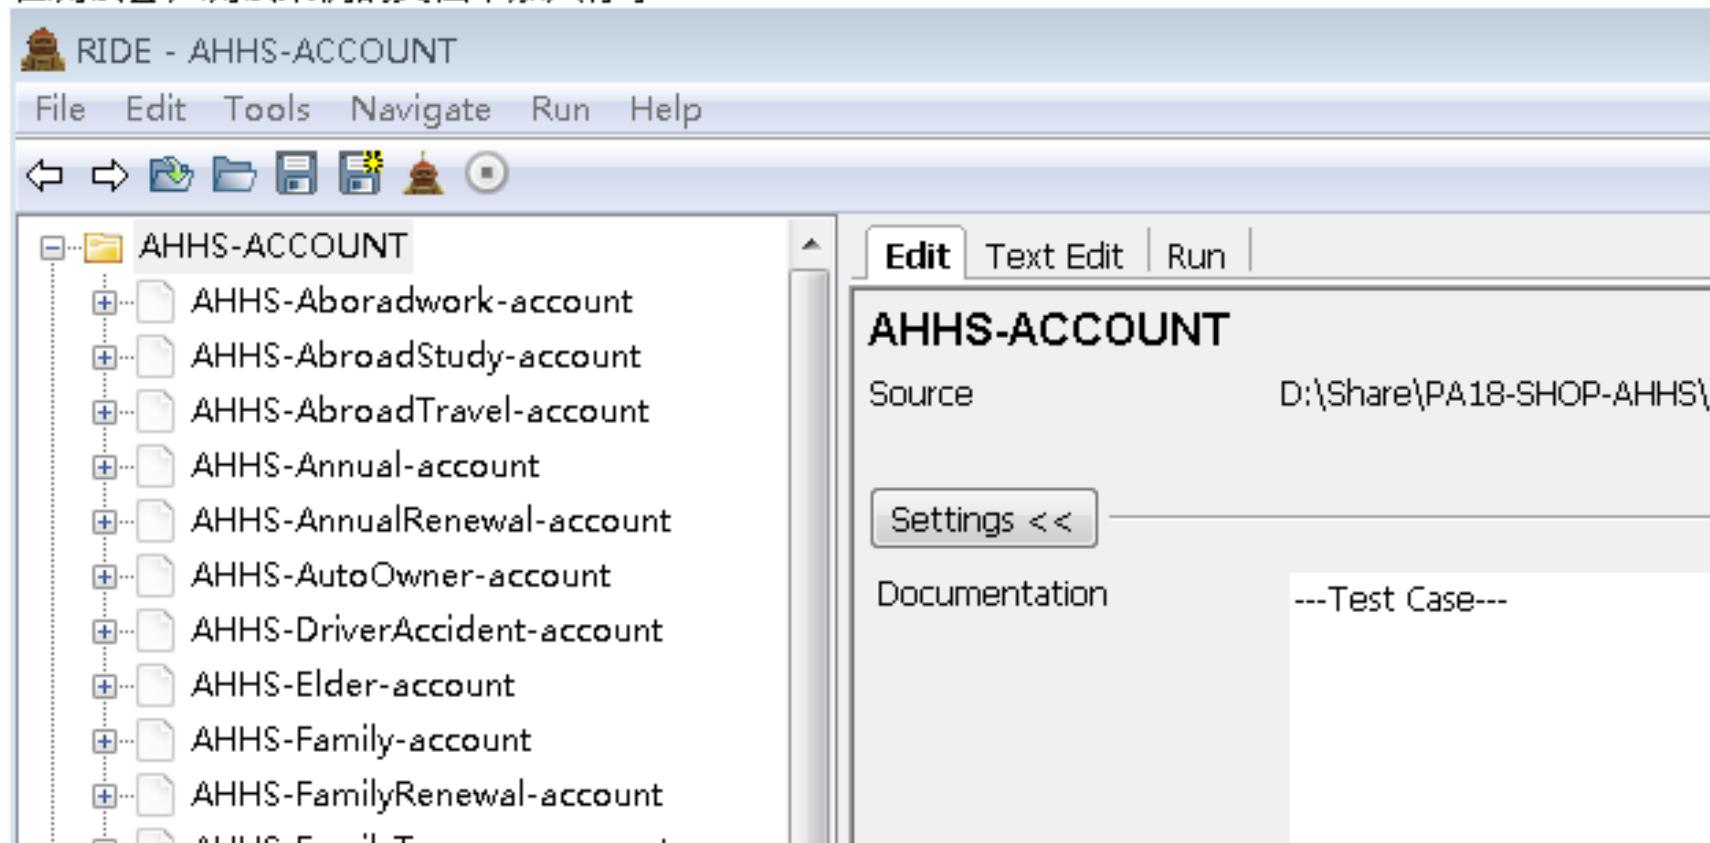 RIDE - AHHS-ACCOUNT
File Edit Tools Navigate Run Help
AHHS-ACCOUNT
AHHS-Aboradwork-account
AHHS-AbroadStudy-account
AHHS-AbroadTravel-account
AHHS-Annual-account
AHHS-AnnualRenewal-account
AHHS-AutoOwner-account
AHHS-DriverAccident-account
AHHS-Elder-account
AHHS-Family-account
AHHS-FamilyRenewal-account
Edit Text Edit Run
AHHS-ACCOUNT
Source D:\Share\PA18-SHOP-AHHS\
Settings <<
Documentation ---Test Case---